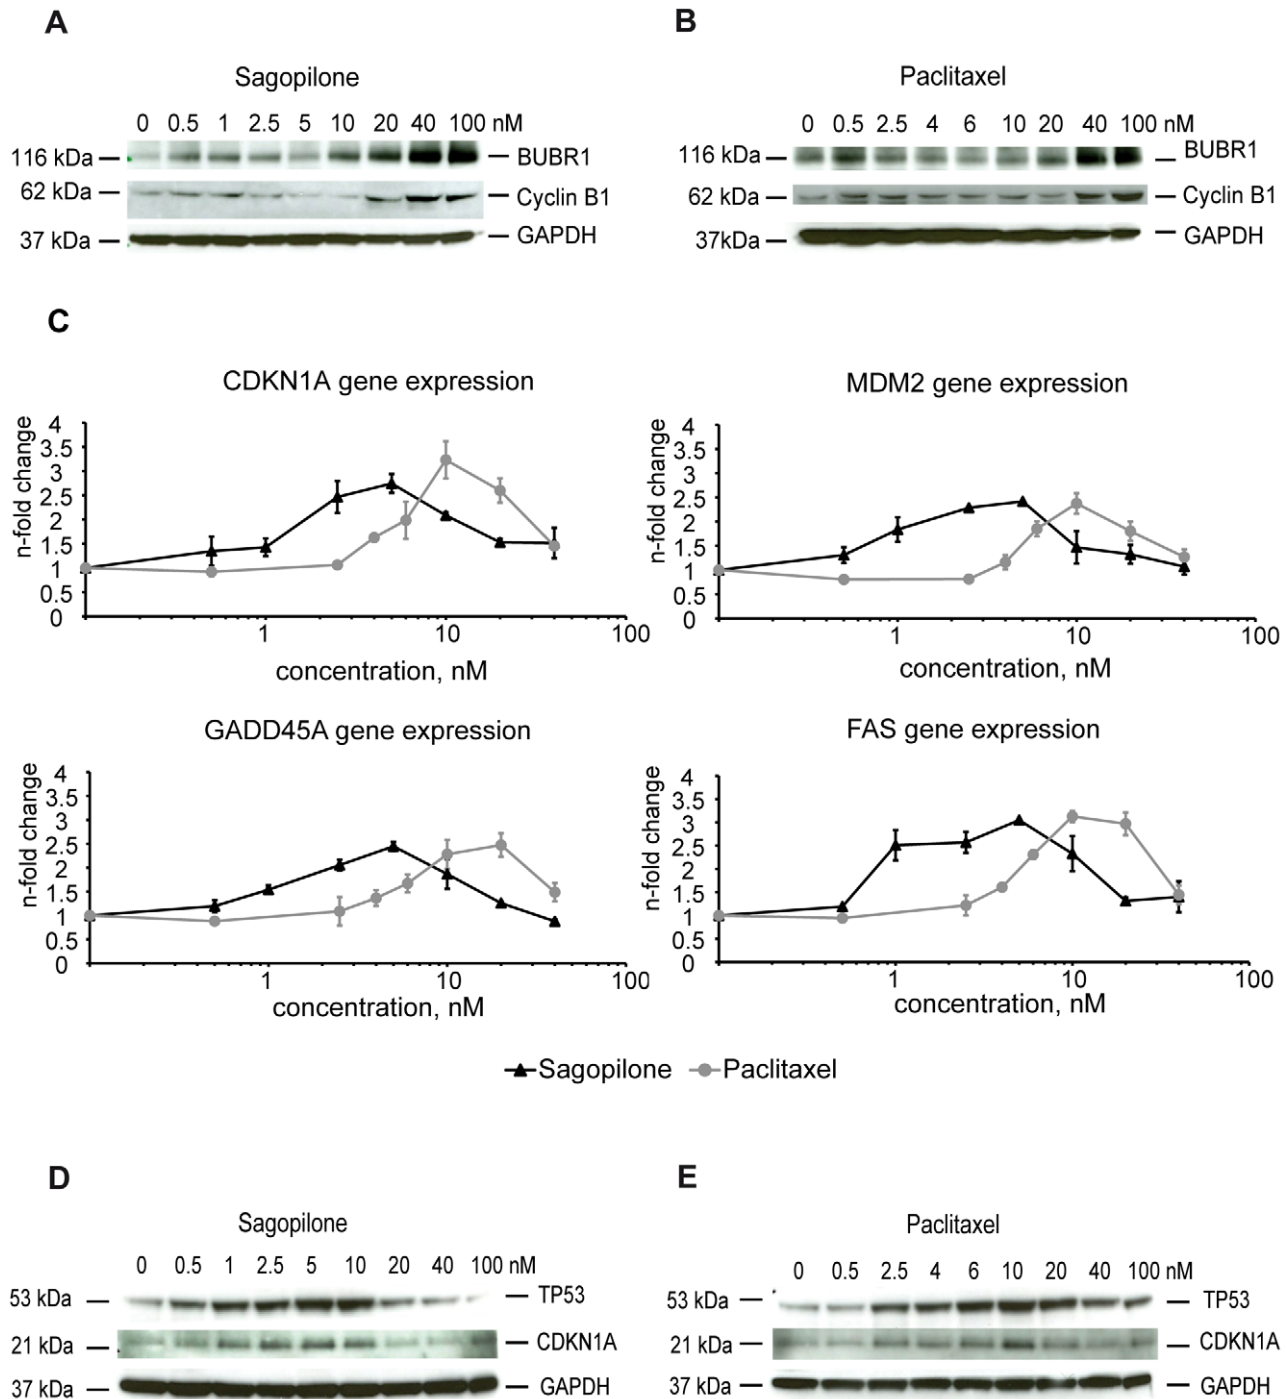 A
Sagopilone
0 0.5 1 2.5 5 10 20 40 100 nM
116 kDa BUBR1
62 kDa Cyclin B1
37 kDa GAPDH
B
Paclitaxel
0 0.5 2.5 4 6 10 20 40 100 nM
116 kDa BUBR1
62 kDa Cyclin B1
37kDa GAPDH
C
CDKN1A gene expression
n-fold change
4
3.5
3
2.5
2
1.5
1
0.5
0
1 10 100
concentration, nM
MDM2 gene expression
n-fold change
4
3.5
3
2.5
2
1.5
1
0.5
0
1 10 100
concentration, nM
GADD45A gene expression
n-fold change
4
3.5
3
2.5
2
1.5
1
0.5
0
1 10 100
concentration, nM
FAS gene expression
n-fold change
4
3.5
3
2.5
2
1.5
1
0.5
0
1 10 100
concentration, nM
Sagopilone Paclitaxel
D
Sagopilone
0 0.5 1 2.5 5 10 20 40 100 nM
53 kDa TP53
21 kDa CDKN1A
37 kDa GAPDH
E
Paclitaxel
0 0.5 2.5 4 6 10 20 40 100 nM
53 kDa TP53
21 kDa CDKN1A
37 kDa GAPDH